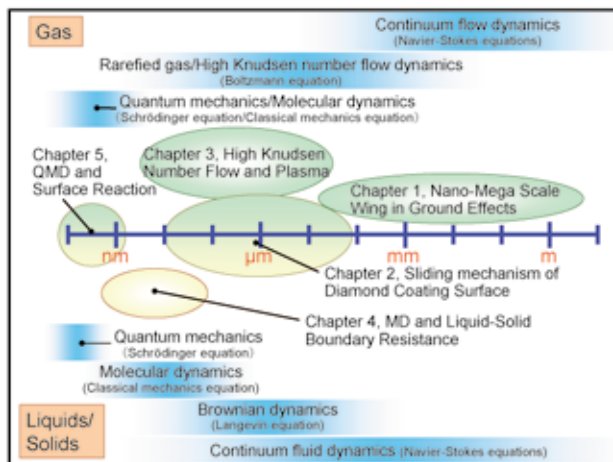 Gas
Continuum flow dynamics
(Navier-Stokes equations)
Rarefied gas/High Knudsen number flow dynamics
(Boltzmann equation)
Quantum mechanics/Molecular dynamics
(Schrödinger equation/Classical mechanics equation)
Chapter 5,
QMD and
Surface Reaction
Chapter 3, High Knudsen
Number Flow and Plasma
Chapter 1, Nano-Mega Scale
Wing in Ground Effects
nm
μm
mm
m
Chapter 2, Sliding mechanism of
Diamond Coating Surface
Chapter 4, MD and Liquid-Solid
Boundary Resistance
Quantum mechanics
(Schrödinger equation)
Molecular dynamics
(Classical mechanics equation)
Brownian dynamics
(Langevin equation)
Liquids/
Solids
Continuum fluid dynamics (Navier-Stokes equations)